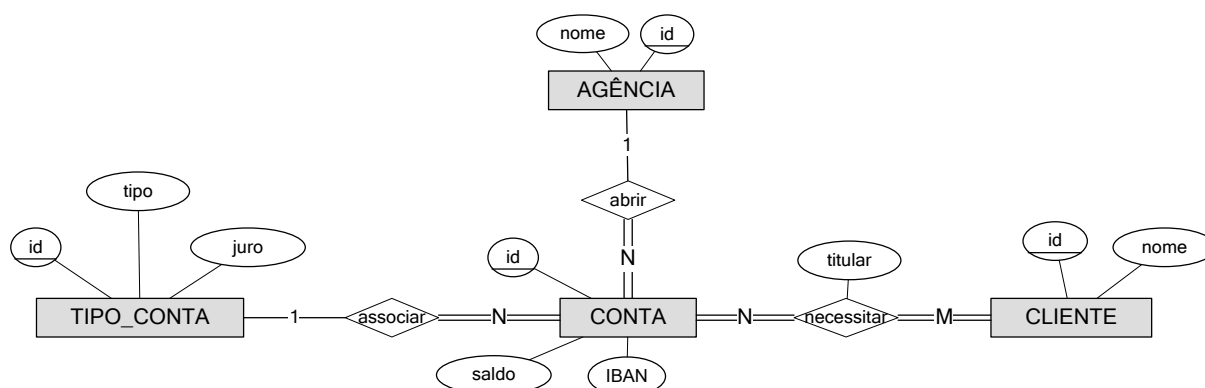 nome
id
AGÊNCIA
1
abrir
N
tipo
id
juro
TIPO_CONTA
1
associar
N
id
CONTA
saldo
IBAN
N
titular
necessitar
M
id
nome
CLIENTE